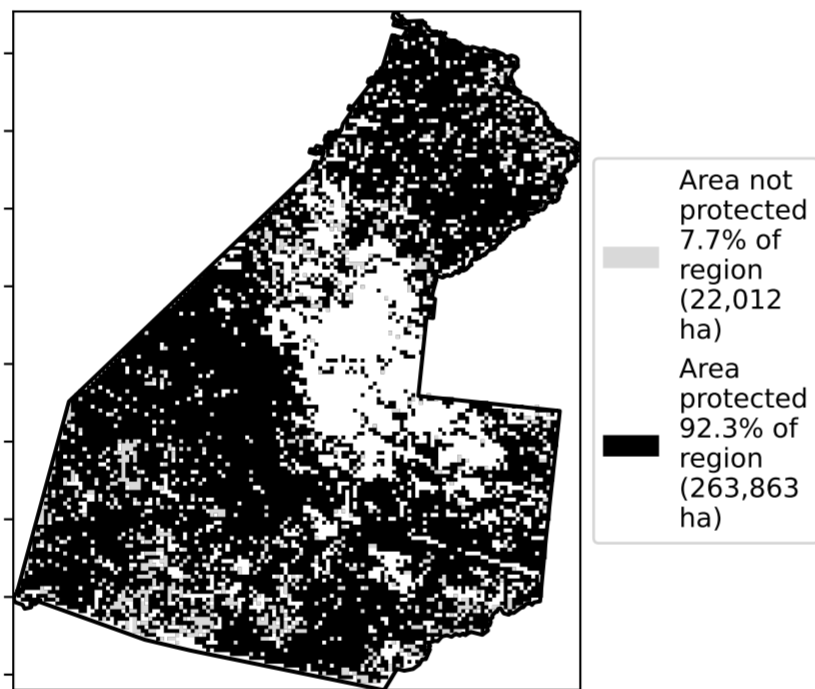 Area not
protected
7.7% of
region
(22,012
ha)
Area
protected
92.3% of
region
(263,863
ha)